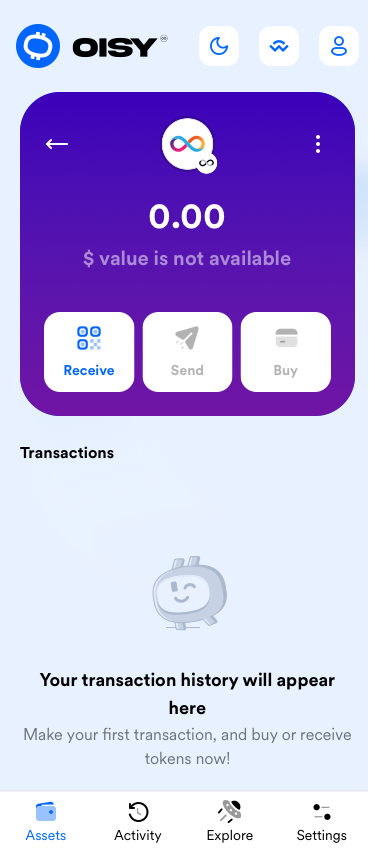 OISY
0.00
$ value is not available
Receive
Send
Buy
Transactions
Your transaction history will appear
here
Make your first transaction, and buy or receive
tokens now!
Assets
Activity
Explore
Settings